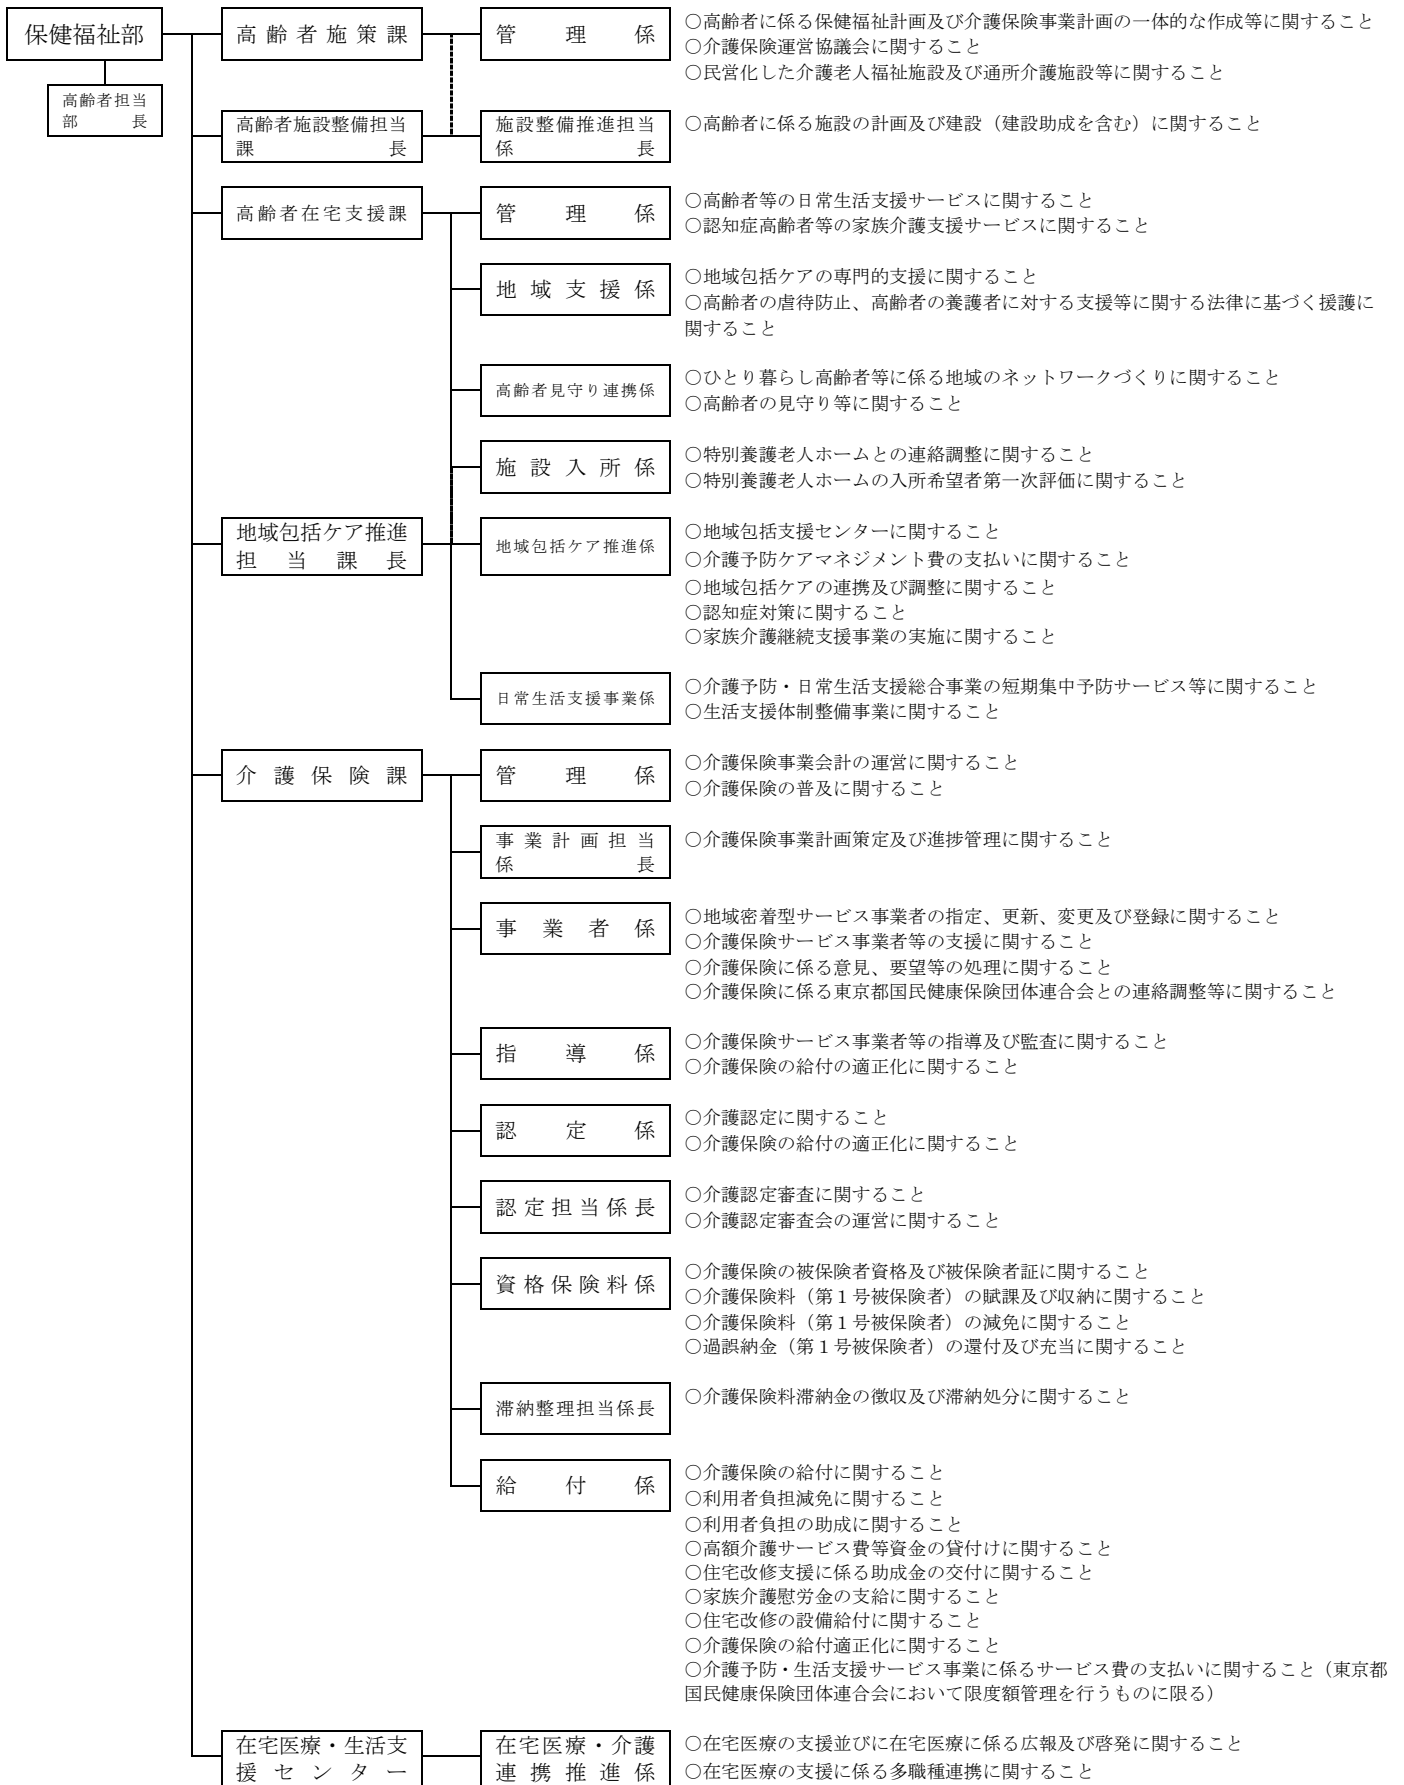 保健福祉部
高齢者担当
部長
高齢者施策課
管理係
○高齢者に係る保健福祉計画及び介護保険事業計画の一体的な作成等に関すること
○介護保険運営協議会に関すること
○民営化した介護老人福祉施設及び通所介護施設等に関すること
高齢者施設整備担当
課長
施設整備推進担当
係長
○高齢者に係る施設の計画及び建設（建設助成を含む）に関すること
高齢者在宅支援課
管理係
○高齢者等の日常生活支援サービスに関すること
○認知症高齢者等の家族介護支援サービスに関すること
地域支援係
○地域包括ケアの専門的支援に関すること
○高齢者の虐待防止、高齢者の養護者に対する支援等に関する法律に基づく援護に
関すること
高齢者見守り連携係
○ひとり暮らし高齢者等に係る地域のネットワークづくりに関すること
○高齢者の見守り等に関すること
施設入所係
○特別養護老人ホームとの連絡調整に関すること
○特別養護老人ホームの入所希望者第一次評価に関すること
地域包括ケア推進
担当課長
地域包括ケア推進係
○地域包括支援センターに関すること
○介護予防ケアマネジメント費の支払いに関すること
○地域包括ケアの連携及び調整に関すること
○認知症対策に関すること
○家族介護継続支援事業の実施に関すること
日常生活支援事業係
○介護予防・日常生活支援総合事業の短期集中予防サービス等に関すること
○生活支援体制整備事業に関すること
介護保険課
管理係
○介護保険事業会計の運営に関すること
○介護保険の普及に関すること
事業計画担当
係長
○介護保険事業計画策定及び進捗管理に関すること
事業者係
○地域密着型サービス事業者の指定、更新、変更及び登録に関すること
○介護保険サービス事業者等の支援に関すること
○介護保険に係る意見、要望等の処理に関すること
○介護保険に係る東京都国民健康保険団体連合会との連絡調整等に関すること
指導係
○介護保険サービス事業者等の指導及び監査に関すること
○介護保険の給付の適正化に関すること
認定係
○介護認定に関すること
○介護保険の給付の適正化に関すること
認定担当係長
○介護認定審査に関すること
○介護認定審査会の運営に関すること
資格保険料係
○介護保険の被保険者資格及び被保険者証に関すること
○介護保険料（第１号被保険者）の賦課及び収納に関すること
○介護保険料（第１号被保険者）の減免に関すること
○過誤納金（第１号被保険者）の還付及び充当に関すること
滞納整理担当係長
○介護保険料滞納金の徴収及び滞納処分に関すること
給付係
○介護保険の給付に関すること
○利用者負担減免に関すること
○利用者負担の助成に関すること
○高額介護サービス費等資金の貸付けに関すること
○住宅改修支援に係る助成金の交付に関すること
○家族介護慰労金の支給に関すること
○住宅改修の設備給付に関すること
○介護保険の給付適正化に関すること
○介護予防・生活支援サービス事業に係るサービス費の支払いに関すること（東京都
国民健康保険団体連合会において限度額管理を行うものに限る）
在宅医療・生活支
援センター
在宅医療・介護
連携推進係
○在宅医療の支援並びに在宅医療に係る広報及び啓発に関すること
○在宅医療の支援に係る多職種連携に関すること